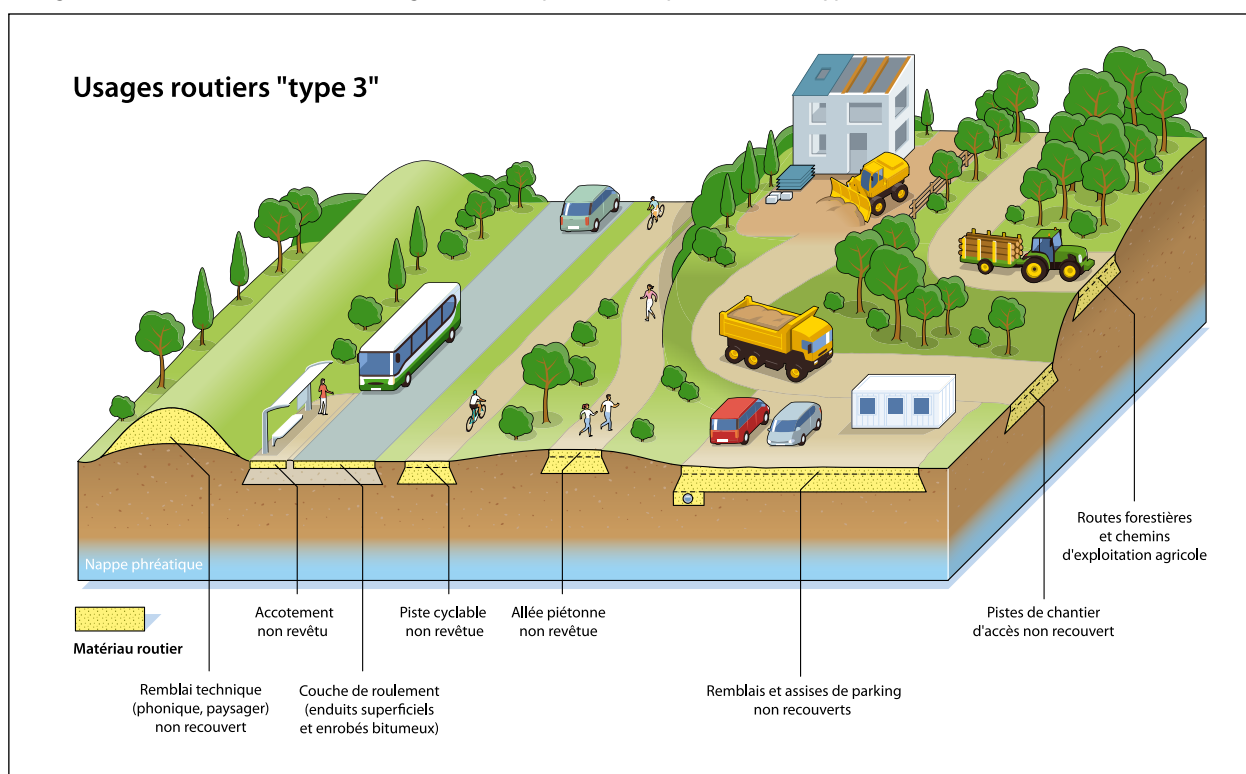 Usages routiers "type 3"
Nappe phréatique
Matériau routier
Remblai technique
(phonique, paysager)
non recouvert
Accotement
non revêtu
Couche de roulement
(enduits superficiels
et enrobés bitumeux)
Piste cyclable
non revêtue
Allée piétonne
non revêtue
Remblais et assises de parking
non recouverts
Pistes de chantier
d'accès non recouvert
Routes forestières
et chemins
d'exploitation agricole